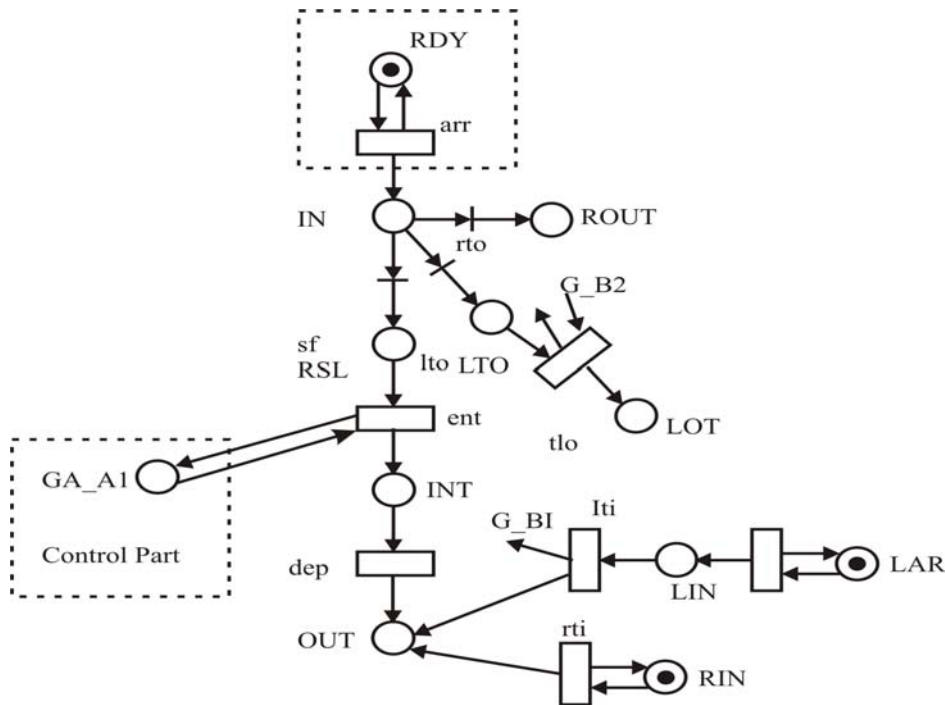 RDY
arr
IN
ROUT
rto
G_B2
sf
RSL
lto
LTO
LOT
ent
tlo
GA_A1
INT
Iti
G_BI
Control Part
dep
LIN
LAR
OUT
rti
RIN